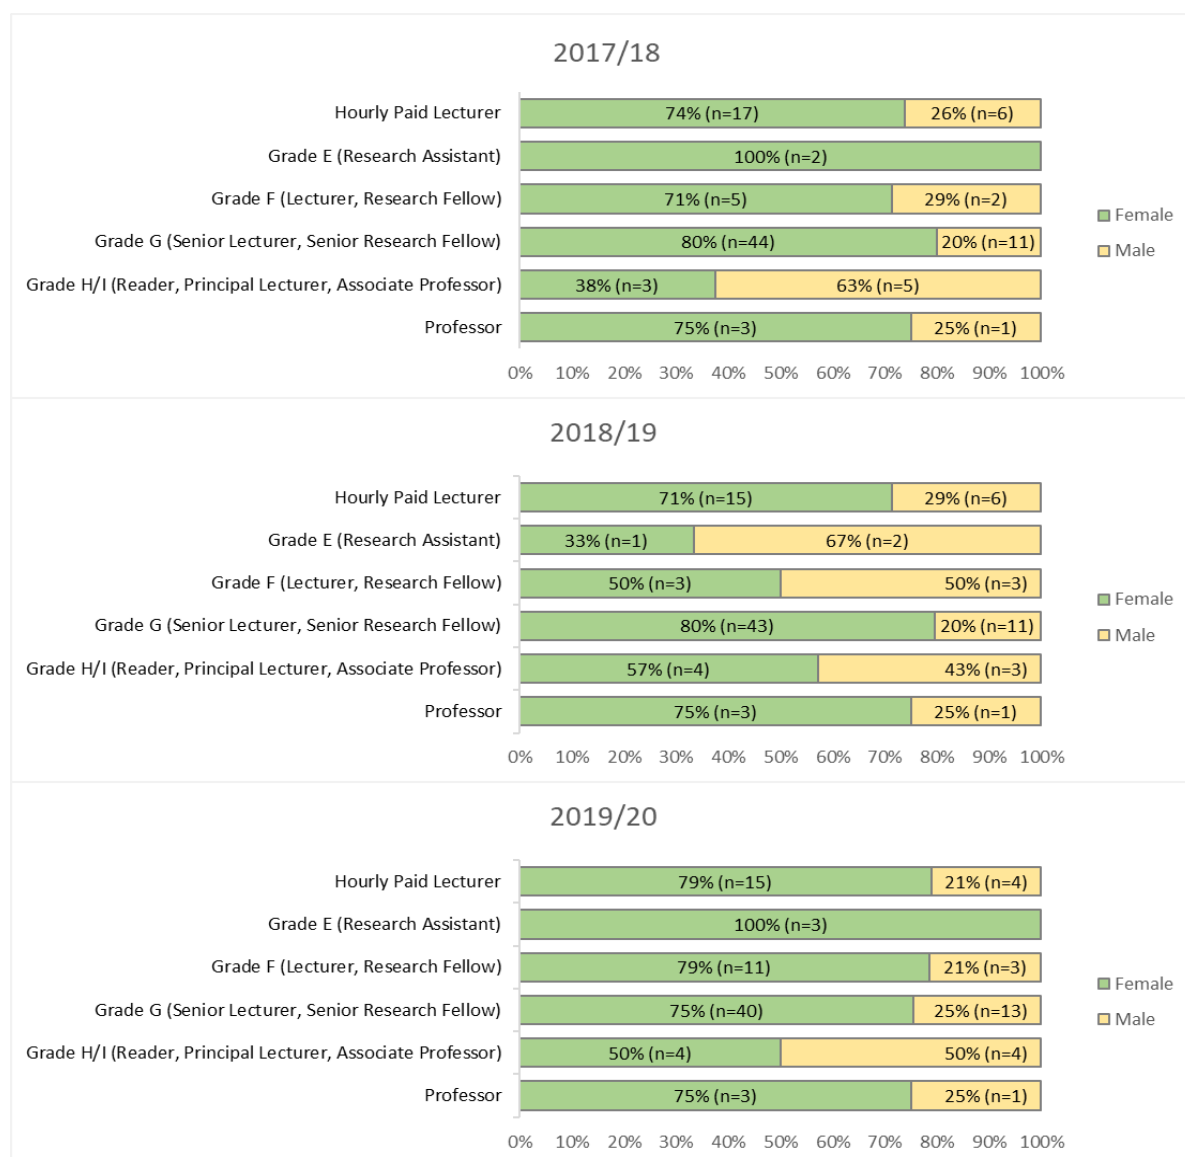 2017/18
Hourly Paid Lecturer 74% (n=17) 26% (n=6)
Grade E (Research Assistant) 100% (n=2)
Grade F (Lecturer, Research Fellow) 71% (n=5) 29% (n=2)
Grade G (Senior Lecturer, Senior Research Fellow) 80% (n=44) 20% (n=11)
Grade H/I (Reader, Principal Lecturer, Associate Professor) 38% (n=3) 63% (n=5)
Professor 75% (n=3) 25% (n=1)
0% 10% 20% 30% 40% 50% 60% 70% 80% 90% 100%
Female
Male
2018/19
Hourly Paid Lecturer 71% (n=15) 29% (n=6)
Grade E (Research Assistant) 33% (n=1) 67% (n=2)
Grade F (Lecturer, Research Fellow) 50% (n=3) 50% (n=3)
Grade G (Senior Lecturer, Senior Research Fellow) 80% (n=43) 20% (n=11)
Grade H/I (Reader, Principal Lecturer, Associate Professor) 57% (n=4) 43% (n=3)
Professor 75% (n=3) 25% (n=1)
0% 10% 20% 30% 40% 50% 60% 70% 80% 90% 100%
Female
Male
2019/20
Hourly Paid Lecturer 79% (n=15) 21% (n=4)
Grade E (Research Assistant) 100% (n=3)
Grade F (Lecturer, Research Fellow) 79% (n=11) 21% (n=3)
Grade G (Senior Lecturer, Senior Research Fellow) 75% (n=40) 25% (n=13)
Grade H/I (Reader, Principal Lecturer, Associate Professor) 50% (n=4) 50% (n=4)
Professor 75% (n=3) 25% (n=1)
0% 10% 20% 30% 40% 50% 60% 70% 80% 90% 100%
Female
Male